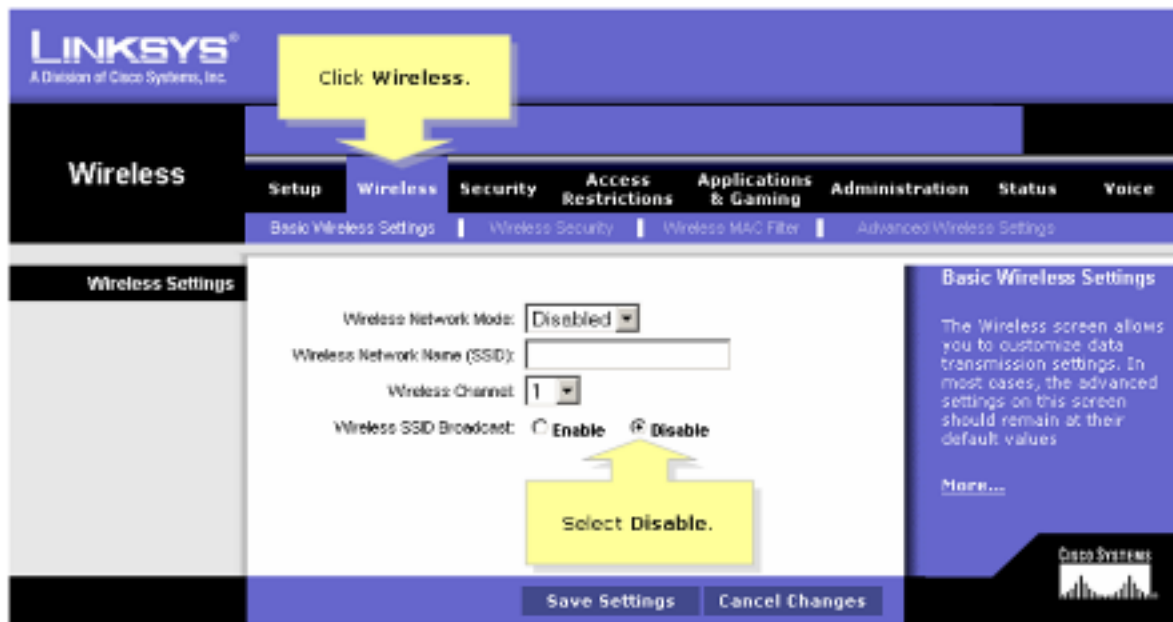 LINKSYS®
A Division of Cisco Systems, Inc.
Click Wireless.
Wireless
Setup
Wireless
Security
Access Restrictions
Applications & Gaming
Administration
Status
Voice
Basic Wireless Settings
Wireless Security
Wireless MAC Filter
Advanced Wireless Settings
Wireless Settings
Wireless Network Mode: Disabled
Wireless Network Name (SSID):
Wireless Channel: 1
Wireless SSID Broadcast: Enable Disable
Select Disable.
Basic Wireless Settings
The Wireless screen allows
you to customize data
transmission settings. In
most cases, the advanced
settings on this screen
should remain at their
default values
More...
Save Settings
Cancel Changes
CISCO SYSTEMS